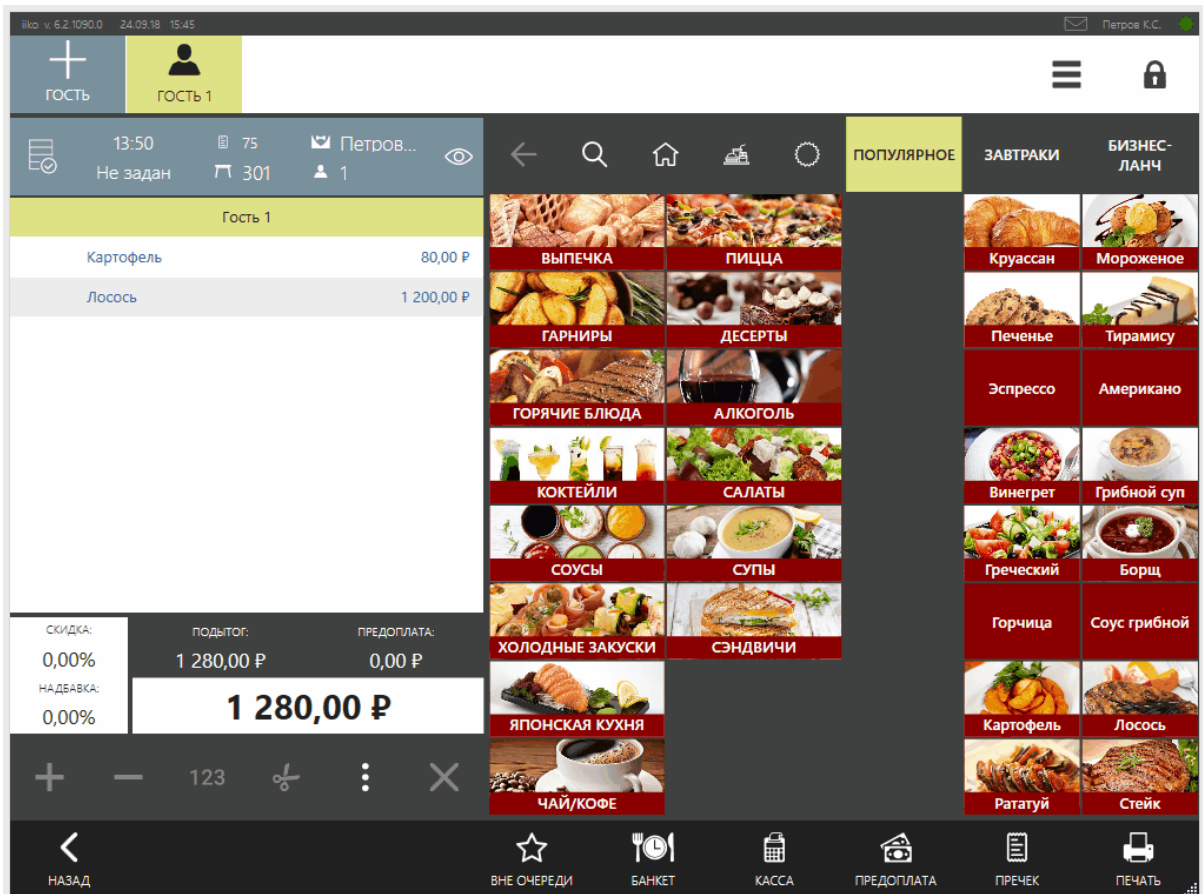 iiko v. 6.2.1090.0 24.09.18 15:45 Петров К.С.
ГОСТЬ
ГОСТЬ 1
13:50 75 Петров...
Не задан 301 1
ПОПУЛЯРНОЕ
ЗАВТРАКИ
БИЗНЕС-
ЛАНЧ
Гость 1
Картофель 80,00 ₽
Лосось 1 200,00 ₽
СКИДКА:
0,00%
НАДБАВКА:
0,00%
ПОДЫТОГ:
1 280,00 ₽
ПРЕДОПЛАТА:
0,00 ₽
1 280,00 ₽
123
ВЫПЕЧКА ПИЦЦА
ГАРНИРЫ ДЕСЕРТЫ
ГОРЯЧИЕ БЛЮДА АЛКОГОЛЬ
КОКТЕЙЛИ САЛАТЫ
СОУСЫ СУПЫ
ХОЛОДНЫЕ ЗАКУСКИ СЭНДВИЧИ
ЯПОНСКАЯ КУХНЯ
ЧАЙ/КОФЕ
Круассан Мороженое
Печенье Тирамису
Эспрессо Американо
Винегрет Грибной суп
Греческий Борщ
Горчица Соус грибной
Картофель Лосось
Рататуй Стейк
НАЗАД
ВНЕ ОЧЕРЕДИ
БАНКЕТ
КАССА
ПРЕДОПЛАТА
ПРЕЧЕК
ПЕЧАТЬ